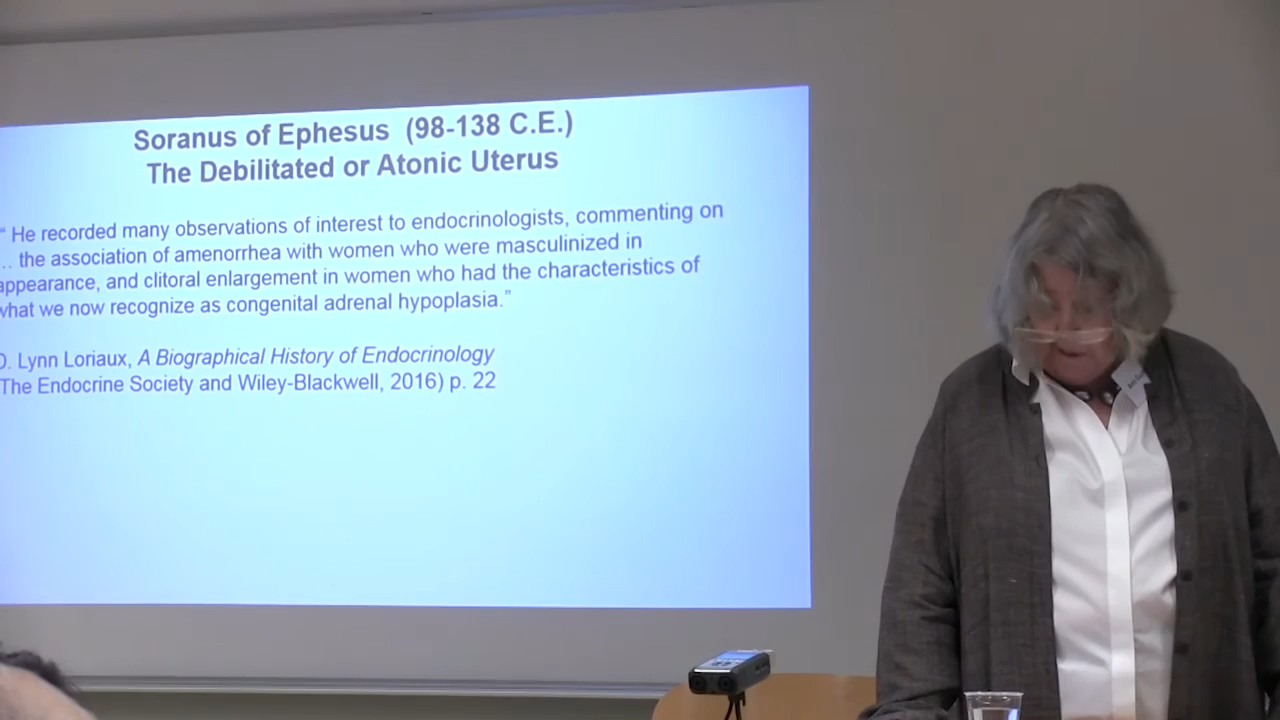 Soranus of Ephesus (98-138 C.E.)
The Debilitated or Atonic Uterus
“ He recorded many observations of interest to endocrinologists, commenting on
.. the association of amenorrhea with women who were masculinized in
appearance, and clitoral enlargement in women who had the characteristics of
what we now recognize as congenital adrenal hypoplasia.”
D. Lynn Loriaux, A Biographical History of Endocrinology
The Endocrine Society and Wiley-Blackwell, 2016) p. 22